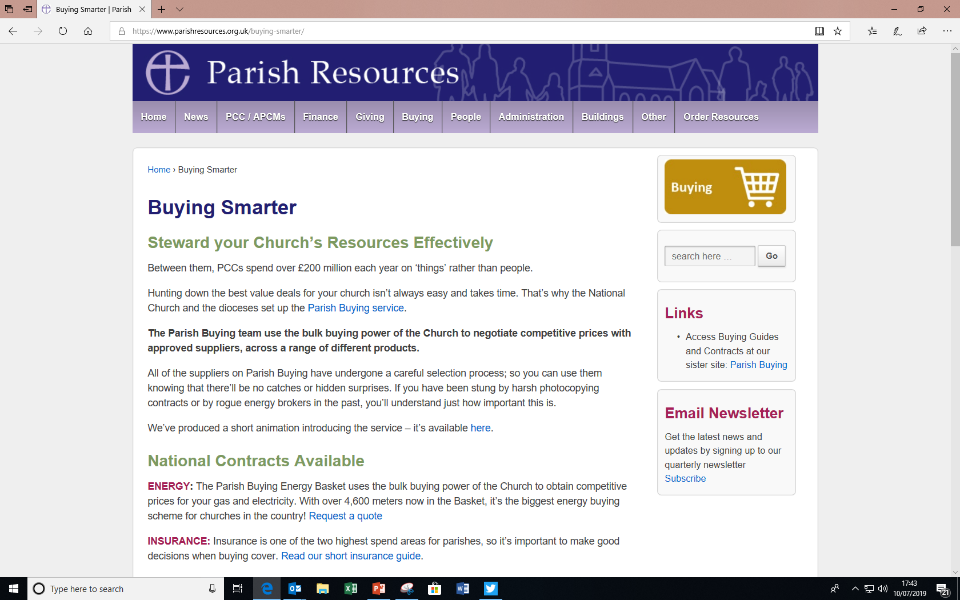 Buying Smarter | Parish
https://www.parishresources.org.uk/buying-smarter/
Parish Resources
Home News PCC / APCMs Finance Giving Buying People Administration Buildings Other Order Resources
Home › Buying Smarter
Buying Smarter
Steward your Church's Resources Effectively
Between them, PCCs spend over £200 million each year on 'things' rather than people.
Hunting down the best value deals for your church isn't always easy and takes time. That's why the National
Church and the dioceses set up the Parish Buying service.
The Parish Buying team use the bulk buying power of the Church to negotiate competitive prices with
approved suppliers, across a range of different products.
All of the suppliers on Parish Buying have undergone a careful selection process; so you can use them
knowing that there'll be no catches or hidden surprises. If you have been stung by harsh photocopying
contracts or by rogue energy brokers in the past, you'll understand just how important this is.
We've produced a short animation introducing the service – it's available here.
National Contracts Available
ENERGY: The Parish Buying Energy Basket uses the bulk buying power of the Church to obtain competitive
prices for your gas and electricity. With over 4,600 meters now in the Basket, it's the biggest energy buying
scheme for churches in the country! Request a quote
INSURANCE: Insurance is one of the two highest spend areas for parishes, so it's important to make good
decisions when buying cover. Read our short insurance guide.
Buying
search here ... Go
Links
• Access Buying Guides
and Contracts at our
sister site: Parish Buying
Email Newsletter
Get the latest news and
updates by signing up to our
quarterly newsletter
Subscribe
Type here to search
17:43
10/07/2019
21